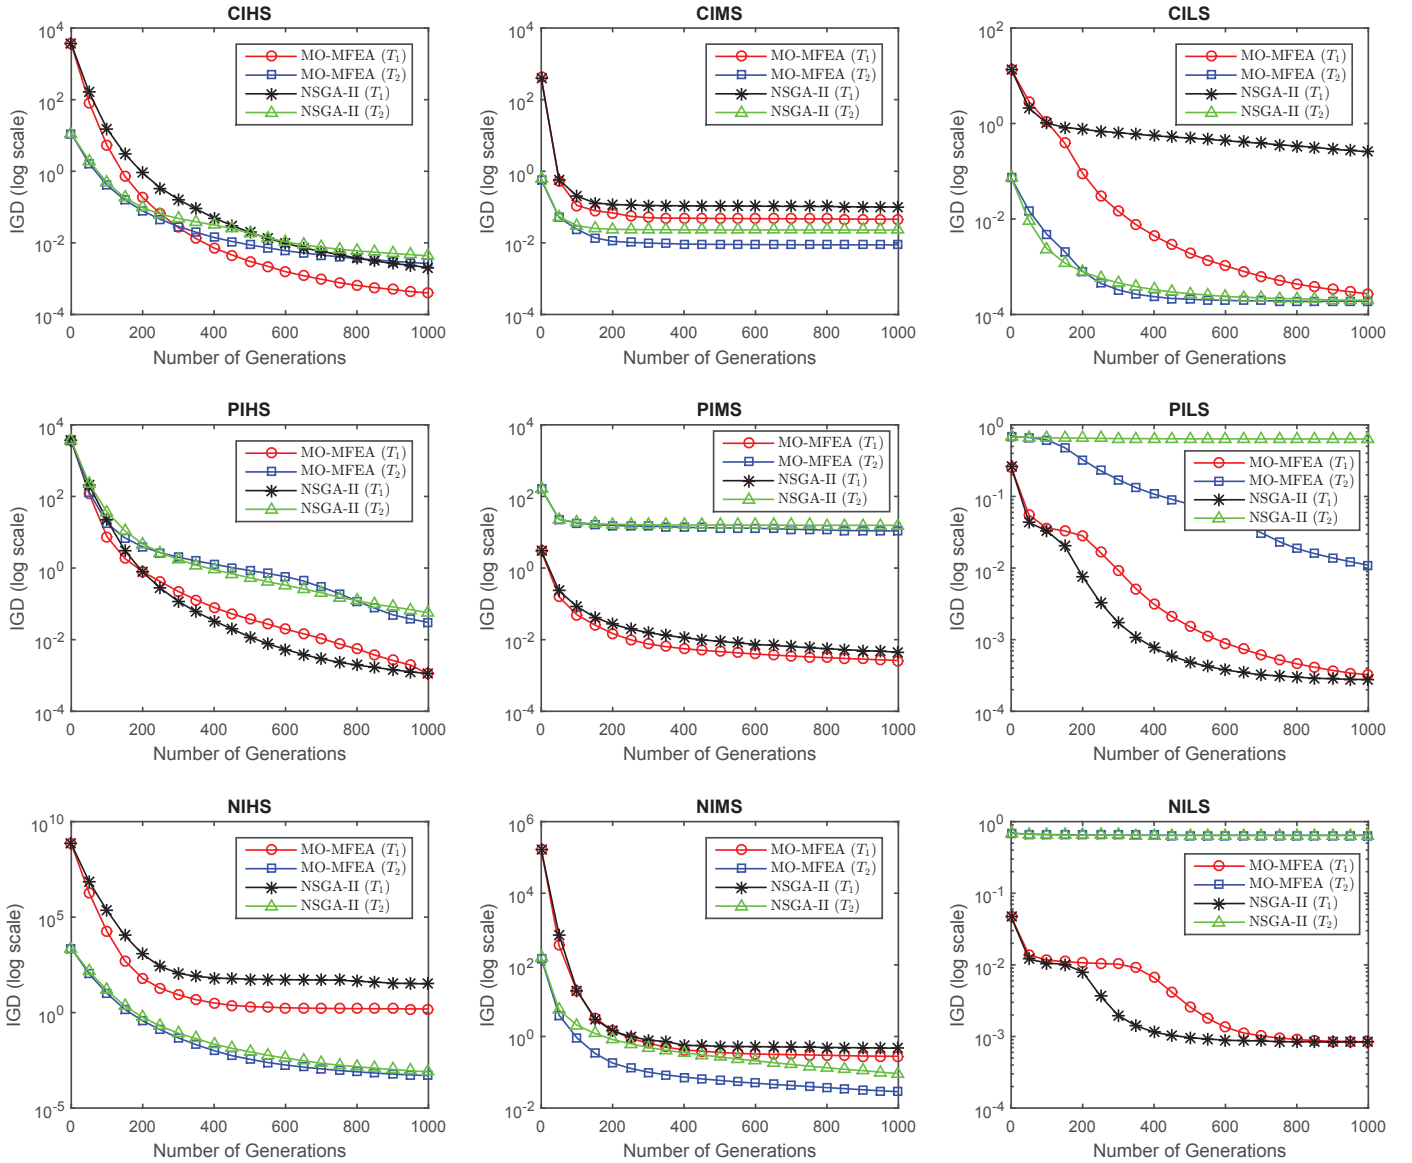 CIHS
IGD (log scale)
10^4
10^2
10^0
10^-2
10^-4
MO-MFEA (T₁)
MO-MFEA (T₂)
NSGA-II (T₁)
NSGA-II (T₂)
0 200 400 600 800 1000
Number of Generations
CIMS
IGD (log scale)
10^4
10^2
10^0
10^-2
10^-4
MO-MFEA (T₁)
MO-MFEA (T₂)
NSGA-II (T₁)
NSGA-II (T₂)
0 200 400 600 800 1000
Number of Generations
CILS
IGD (log scale)
10^2
10^0
10^-2
10^-4
MO-MFEA (T₁)
MO-MFEA (T₂)
NSGA-II (T₁)
NSGA-II (T₂)
0 200 400 600 800 1000
Number of Generations
PIHS
IGD (log scale)
10^4
10^2
10^0
10^-2
10^-4
MO-MFEA (T₁)
MO-MFEA (T₂)
NSGA-II (T₁)
NSGA-II (T₂)
0 200 400 600 800 1000
Number of Generations
PIMS
IGD (log scale)
10^4
10^2
10^0
10^-2
10^-4
MO-MFEA (T₁)
MO-MFEA (T₂)
NSGA-II (T₁)
NSGA-II (T₂)
0 200 400 600 800 1000
Number of Generations
PILS
IGD (log scale)
10^0
10^-1
10^-2
10^-3
10^-4
MO-MFEA (T₁)
MO-MFEA (T₂)
NSGA-II (T₁)
NSGA-II (T₂)
0 200 400 600 800 1000
Number of Generations
NIHS
IGD (log scale)
10^10
10^5
10^0
10^-5
MO-MFEA (T₁)
MO-MFEA (T₂)
NSGA-II (T₁)
NSGA-II (T₂)
0 200 400 600 800 1000
Number of Generations
NIMS
IGD (log scale)
10^6
10^4
10^2
10^0
10^-2
MO-MFEA (T₁)
MO-MFEA (T₂)
NSGA-II (T₁)
NSGA-II (T₂)
0 200 400 600 800 1000
Number of Generations
NILS
IGD (log scale)
10^0
10^-1
10^-2
10^-3
10^-4
MO-MFEA (T₁)
MO-MFEA (T₂)
NSGA-II (T₁)
NSGA-II (T₂)
0 200 400 600 800 1000
Number of Generations